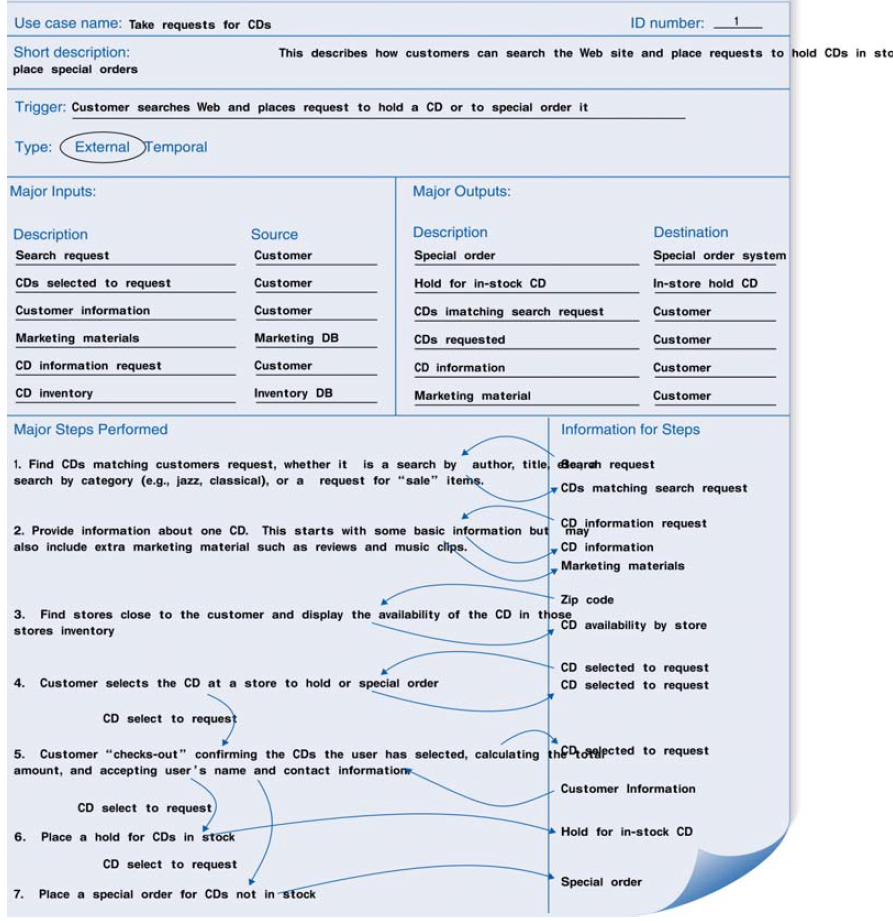 Use case name: Take requests for CDs ID number: 1
Short description: This describes how customers can search the Web site and place requests to hold CDs in sto
place special orders
Trigger: Customer searches Web and places request to hold a CD or to special order it
Type: External Temporal
Major Inputs: Major Outputs:
Description Source Description Destination
Search request Customer Special order Special order system
CDs selected to request Customer Hold for in-stock CD In-store hold CD
Customer information Customer CDs imatching search request Customer
Marketing materials Marketing DB CDs requested Customer
CD information request Customer CD information Customer
CD inventory Inventory DB Marketing material Customer
Major Steps Performed Information for Steps
1. Find CDs matching customers request, whether it is a search by author, title, Search request
search by category (e.g., jazz, classical), or a request for “sale” items.
CDs matching search request
CD information request
2. Provide information about one CD. This starts with some basic information but may
also include extra marketing material such as reviews and music clips.
CD information
Marketing materials
Zip code
3. Find stores close to the customer and display the availability of the CD in those
stores inventory
CD availability by store
CD selected to request
4. Customer selects the CD at a store to hold or special order
CD selected to request
CD select to request
5. Customer “checks-out” confirming the CDs the user has selected, calculating the total
CD selected to request
amount, and accepting user's name and contact information
Customer Information
CD select to request
6. Place a hold for CDs in stock
Hold for in-stock CD
CD select to request
7. Place a special order for CDs not in stock
Special order